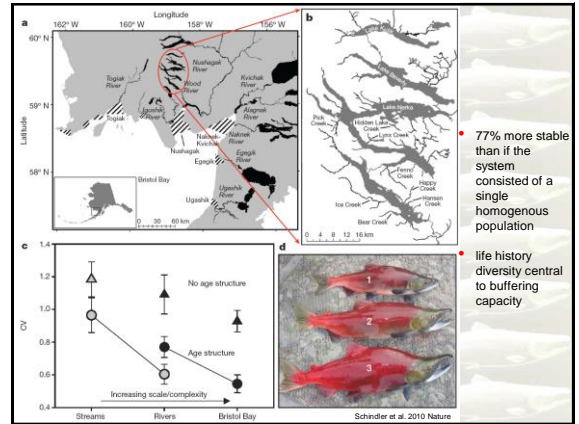 Longitude
162° W
160° W
158° W
156° W
a
60° N
59° N
58° N
Latitude
Nushagak
River
Togiak
River
Wood
River
Kvichak
River
Igushik
River
Alagnak
River
Togiak
Naknek-
Kvichak
Naknek
River
Nushagak
Egegik
Egegik
River
Bristol Bay
Ugashik
River
Ugashik
0 20 40 60 km
b
Lake Nerka
Pick
Creek
Hidden Lake
Creek
Lynx Creek
Fenno
Creek
Happy
Creek
Hansen
Creek
Ice Creek
Bear Creek
0 4 8 12 16 km
c
CV
1.4
1.2
1.0
0.8
0.6
0.4
No age structure
Age structure
Increasing scale/complexity
Streams
Rivers
Bristol Bay
d
1
2
3
Schindler et al. 2010 Nature
• 77% more stable
than if the
system
consisted of a
single
homogenous
population
• life history
diversity central
to buffering
capacity